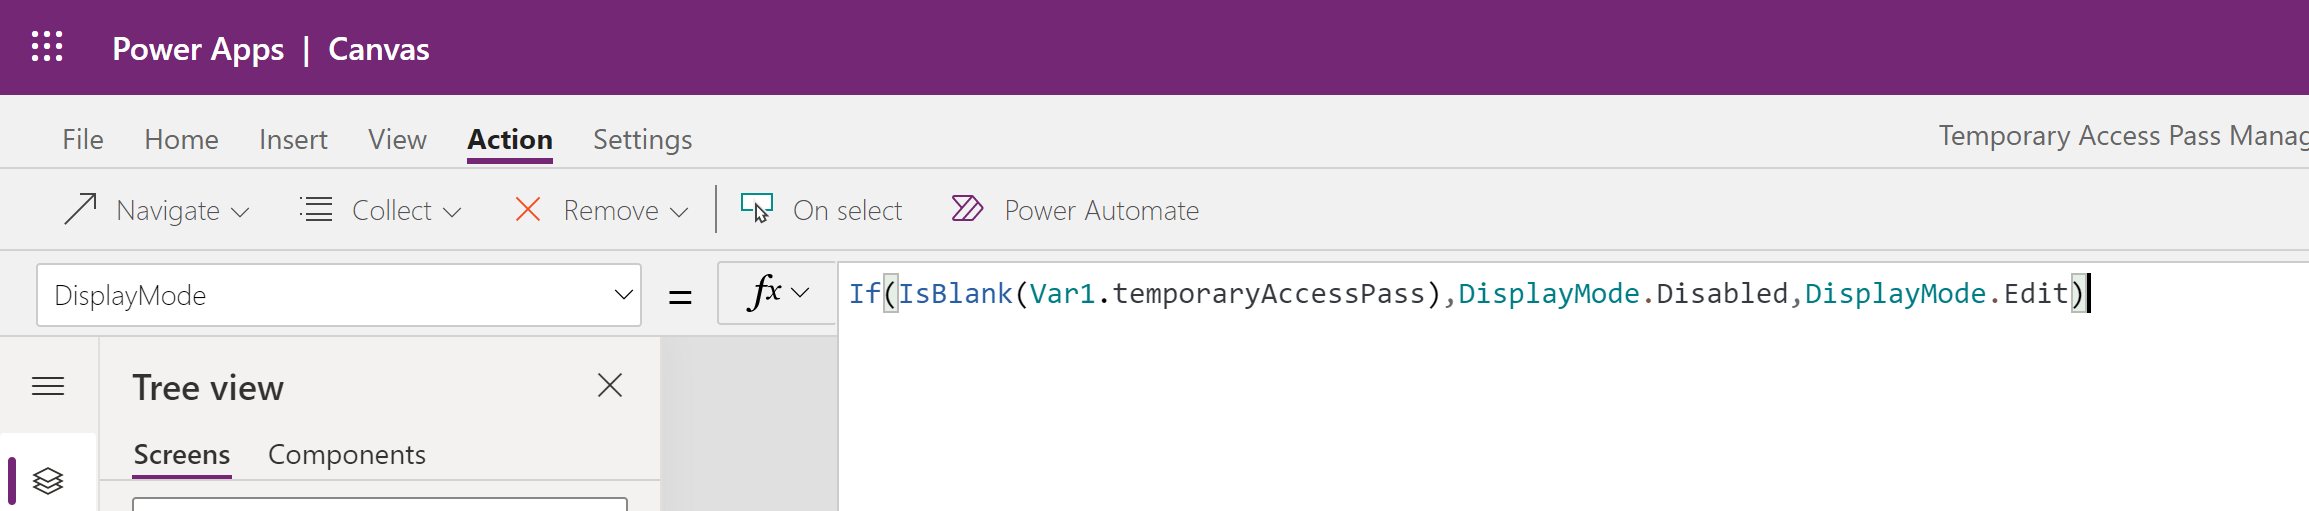 Power Apps | Canvas
File Home Insert View Action Settings
Temporary Access Pass Manag
Navigate Collect Remove On select Power Automate
DisplayMode = fx If(IsBlank(Var1.temporaryAccessPass),DisplayMode.Disabled,DisplayMode.Edit)
Tree view
Screens Components